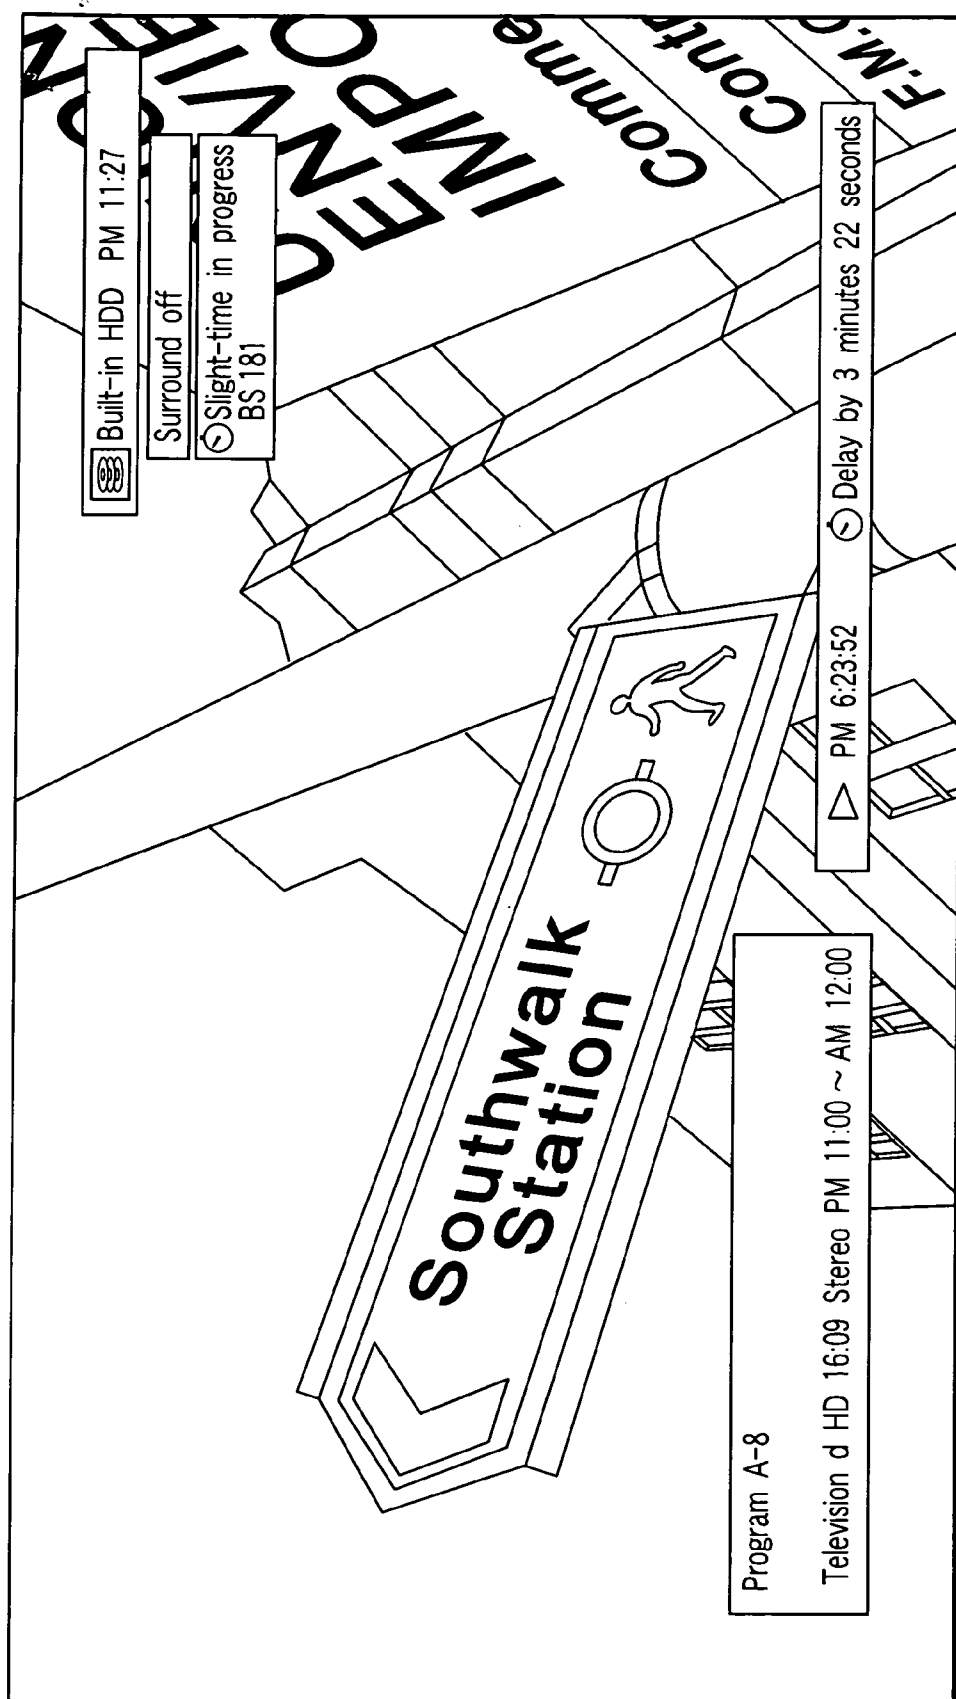 Built-in HDD PM 11:27
Surround off
Slight-time in progress
BS 181
ENVIE
IMPO
Comme
Contr
F.M.C
Southwalk
Station
PM 6:23:52 Delay by 3 minutes 22 seconds
Program A-8
Television d HD 16:09 Stereo PM 11:00 ~ AM 12:00